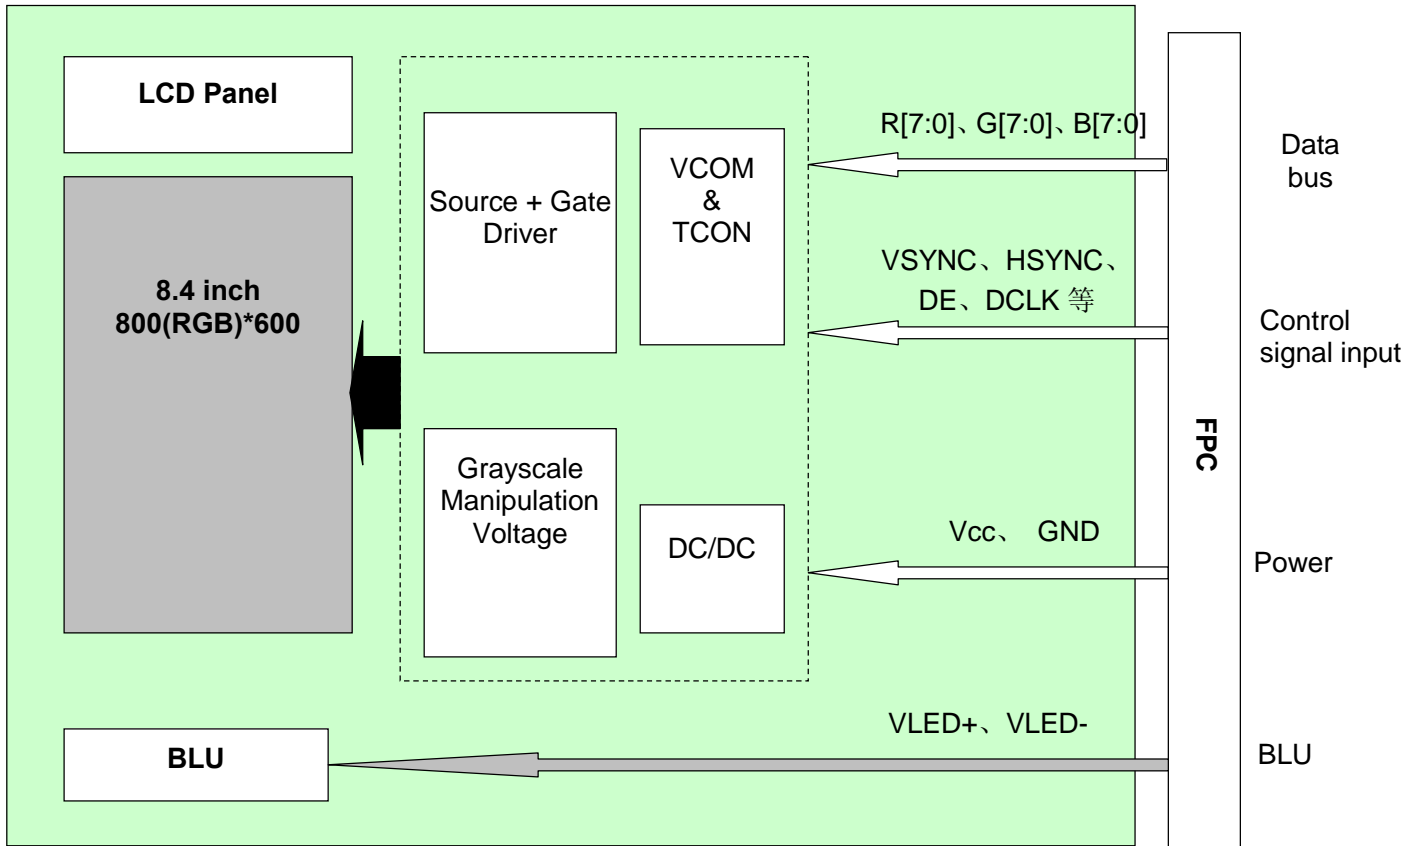 LCD Panel
8.4 inch
800(RGB)*600
Source + Gate
Driver
VCOM
&
TCON
Grayscale
Manipulation
Voltage
DC/DC
BLU
R[7:0]、G[7:0]、B[7:0]
VSYNC、HSYNC、
DE、DCLK 等
Vcc、 GND
VLED+、VLED-
FPC
Data
bus
Control
signal input
Power
BLU